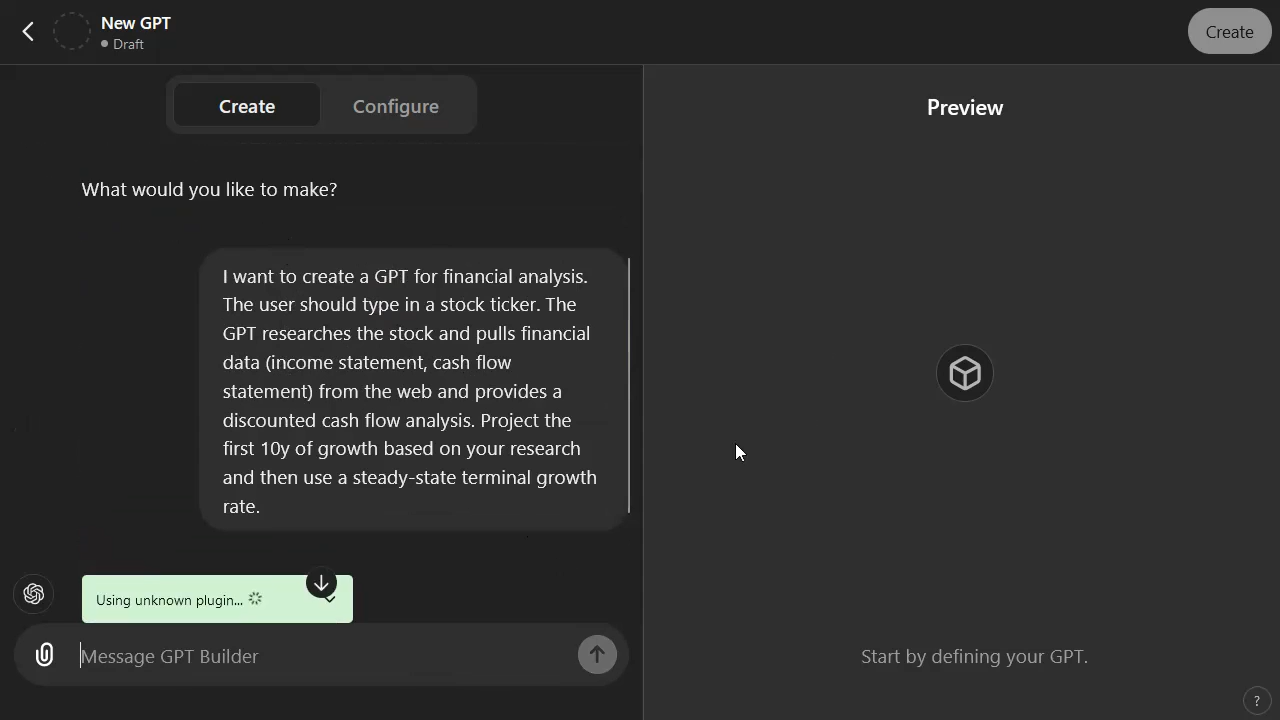 New GPT
Draft
Create
Create
Configure
Preview
What would you like to make?
I want to create a GPT for financial analysis.
The user should type in a stock ticker. The
GPT researches the stock and pulls financial
data (income statement, cash flow
statement) from the web and provides a
discounted cash flow analysis. Project the
first 10y of growth based on your research
and then use a steady-state terminal growth
rate.
Using unknown plugin...
Message GPT Builder
Start by defining your GPT.
?